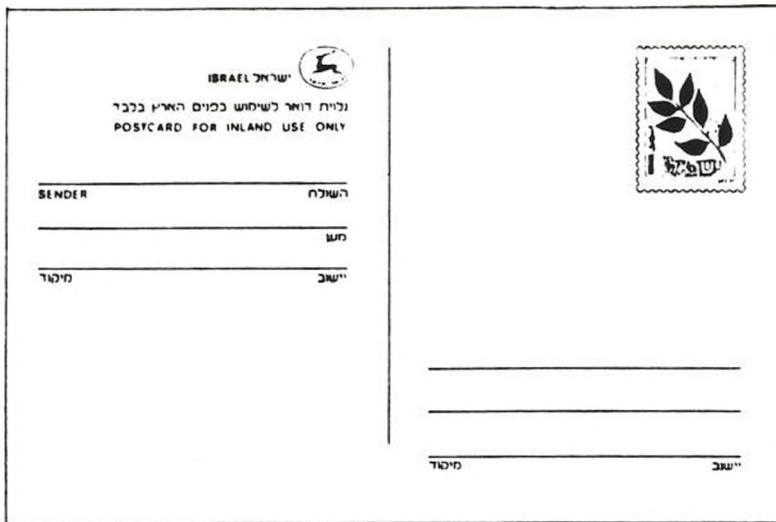 ישראל ISRAEL
גלוית דואר לשימוש בפנים הארץ בלבד
POSTCARD FOR INLAND USE ONLY
השולח SENDER
מען
יישוב מיקוד
ישראל
יישוב מיקוד